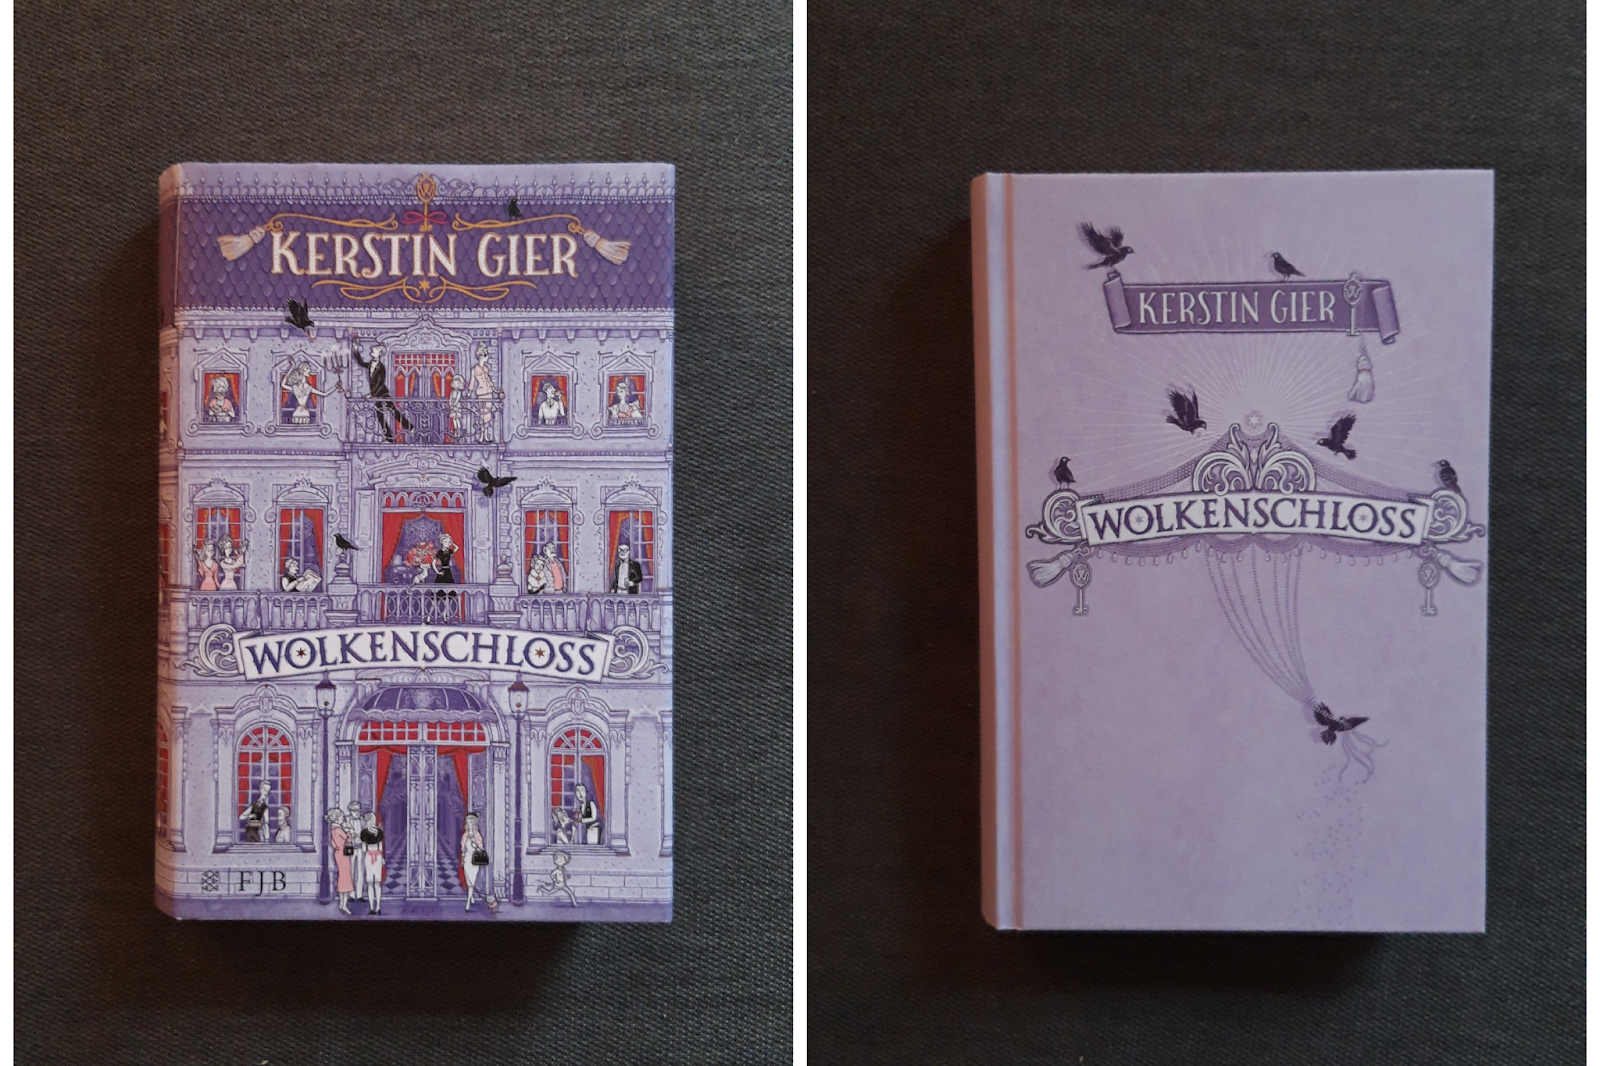 KERSTIN GIER
WOLKENSCHLOSS
FJB
KERSTIN GIER
WOLKENSCHLOSS